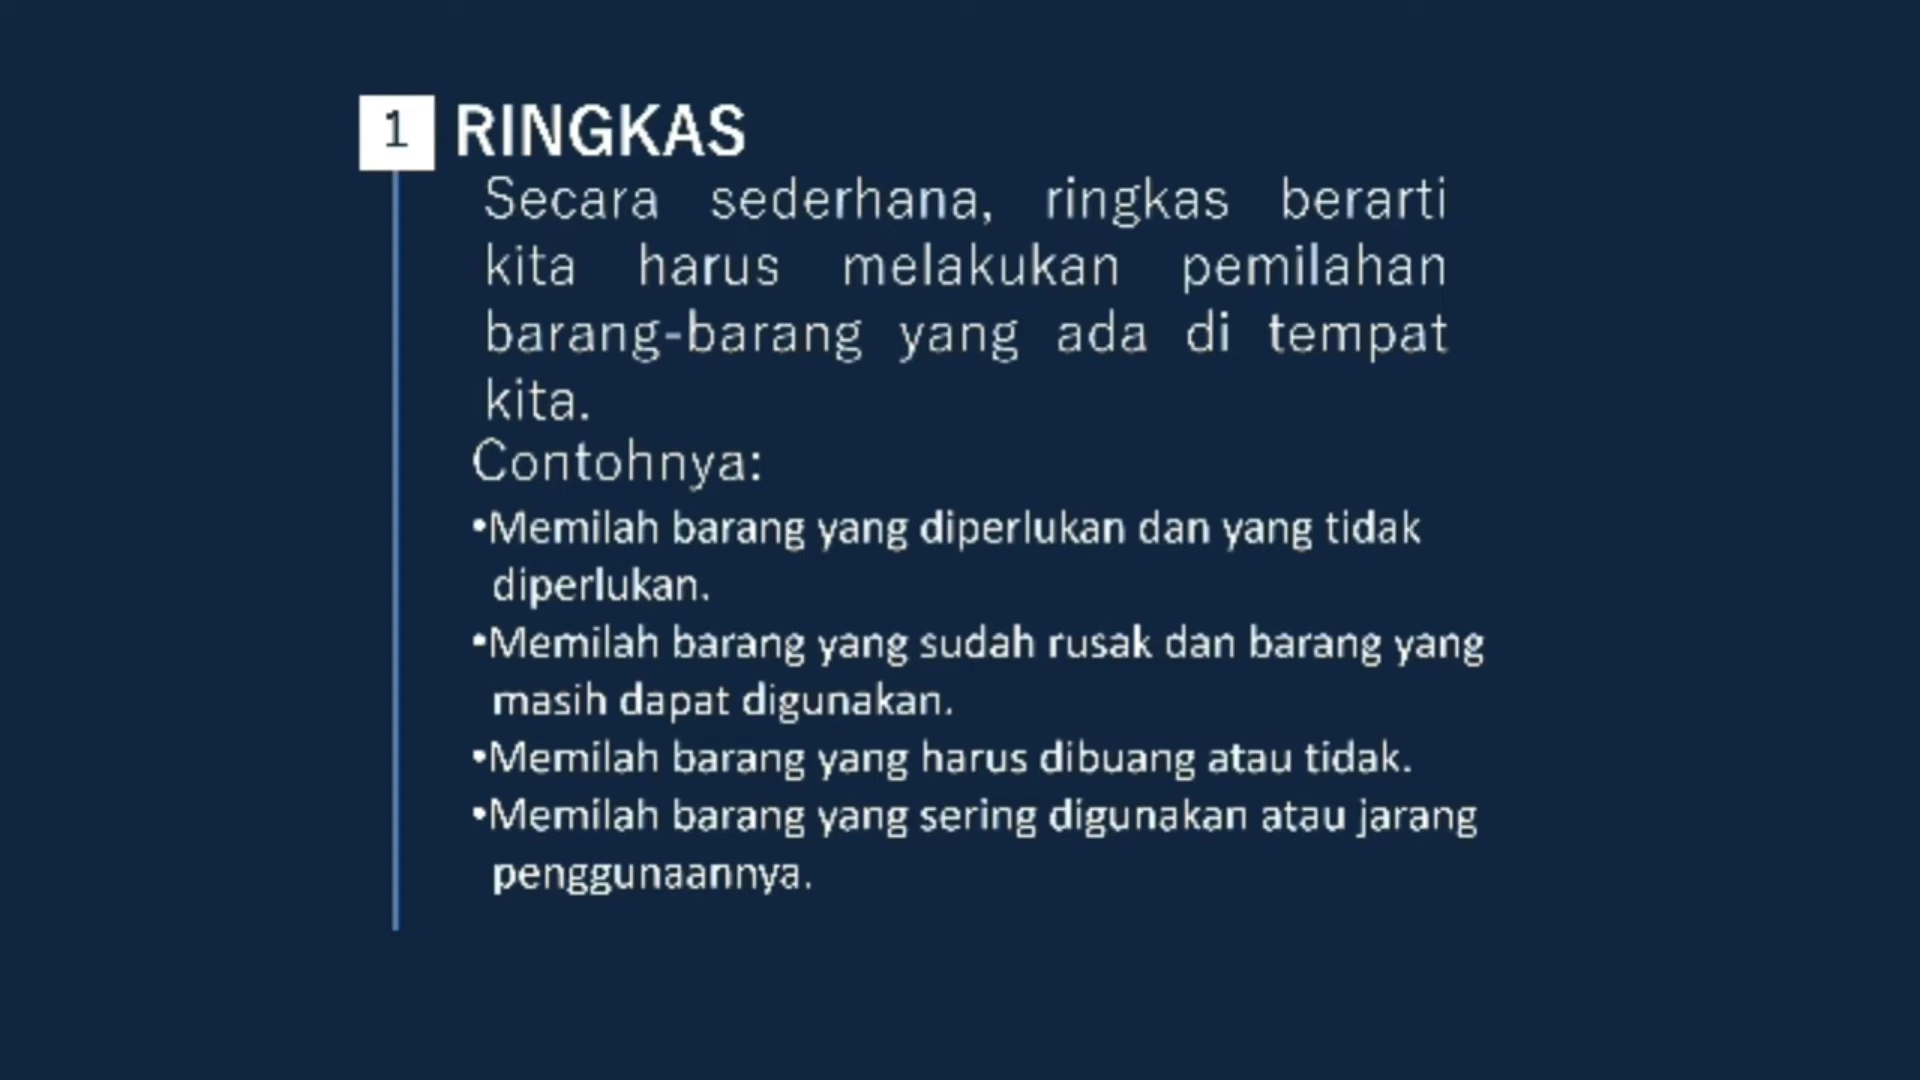 1 RINGKAS
Secara sederhana, ringkas berarti
kita harus melakukan pemilahan
barang-barang yang ada di tempat
kita.
Contohnya:
•Memilah barang yang diperlukan dan yang tidak
diperlukan.
•Memilah barang yang sudah rusak dan barang yang
masih dapat digunakan.
•Memilah barang yang harus dibuang atau tidak.
•Memilah barang yang sering digunakan atau jarang
penggunaannya.